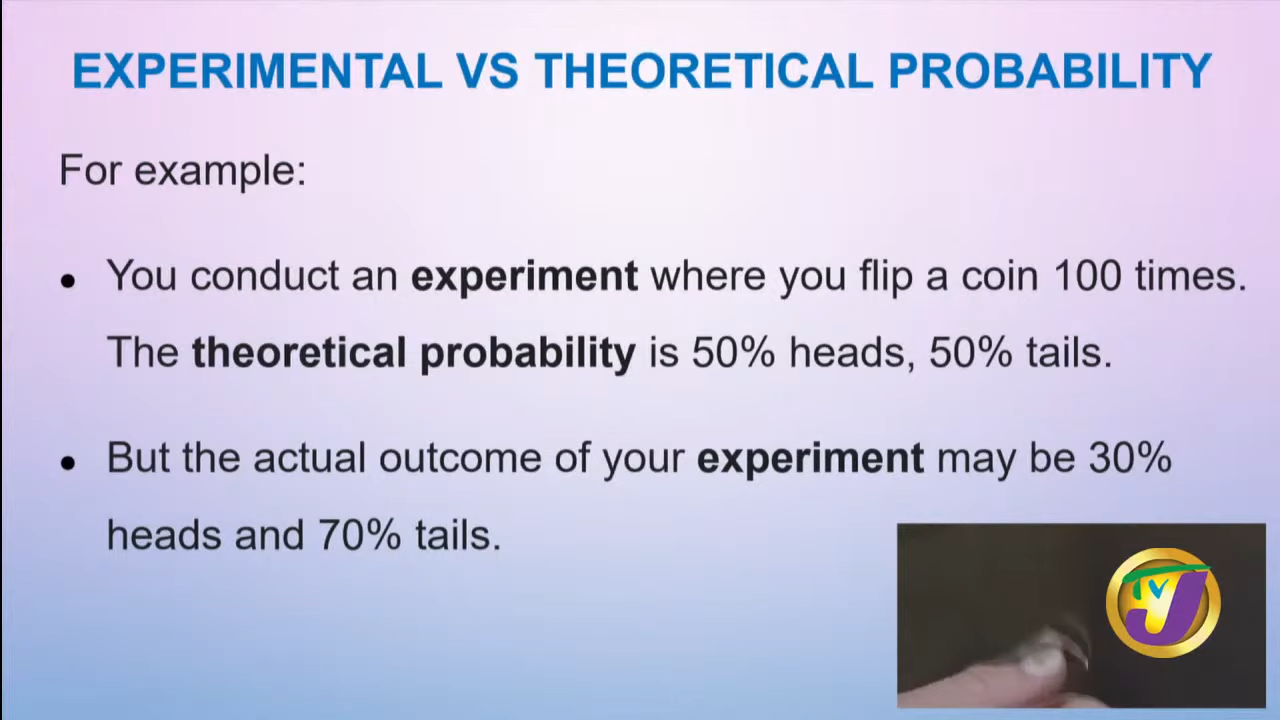 EXPERIMENTAL VS THEORETICAL PROBABILITY
For example:
• You conduct an experiment where you flip a coin 100 times.
The theoretical probability is 50% heads, 50% tails.
• But the actual outcome of your experiment may be 30%
heads and 70% tails.
TVJ